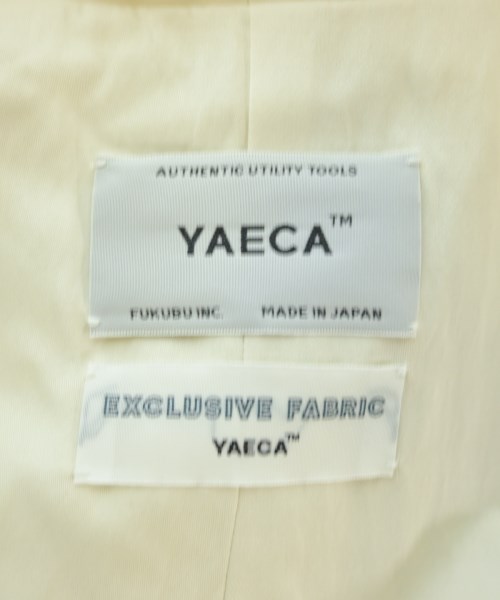 AUTHENTIC UTILITY TOOLS
YAECA™
FUKUBU INC. MADE IN JAPAN
EXCLUSIVE FABRIC
YAECA™